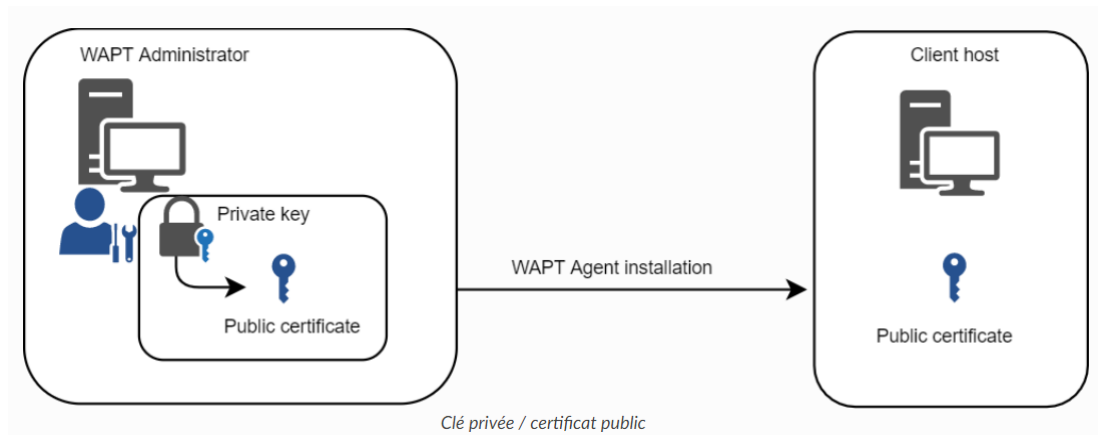 WAPT Administrator
Private key
Public certificate
WAPT Agent installation
Client host
Public certificate
Clé privée / certificat public